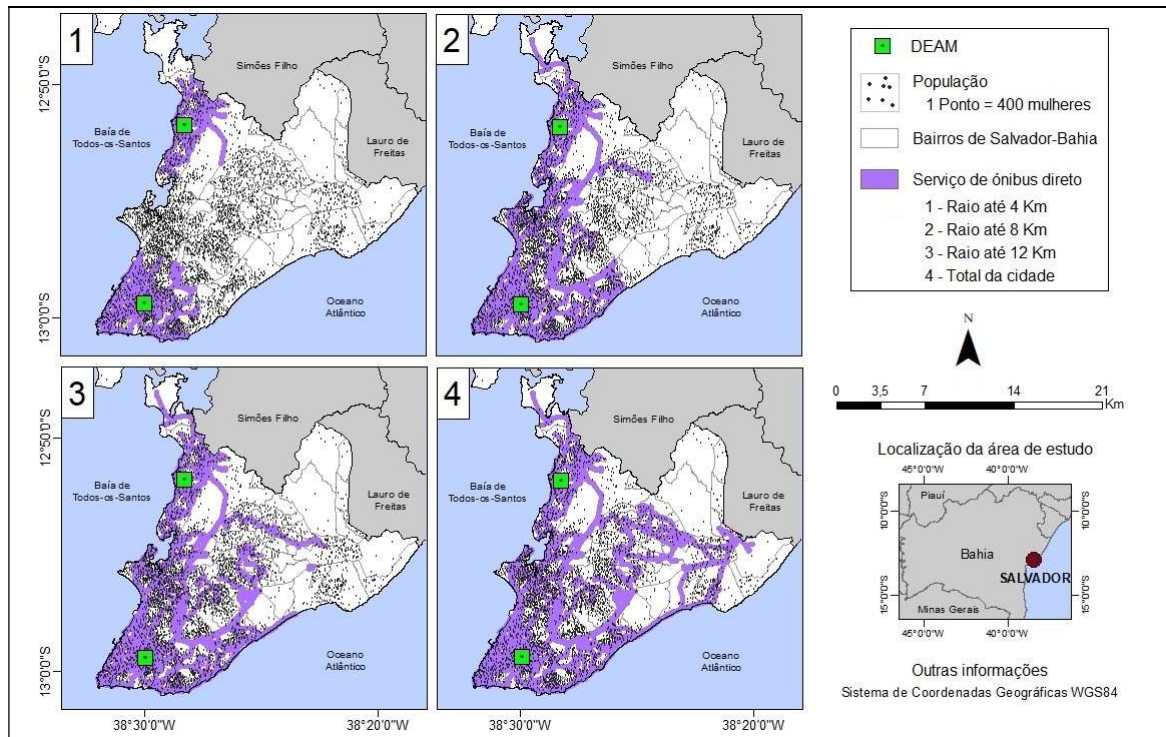 1
Simões Filho
Baía de
Todos-os-Santos
Lauro de
Freitas
Oceano
Atlântico
12°50'0"S
13°0'0"S
2
Simões Filho
Baía de
Todos-os-Santos
Lauro de
Freitas
Oceano
Atlântico
3
Simões Filho
Baía de
Todos-os-Santos
Lauro de
Freitas
Oceano
Atlântico
12°50'0"S
13°0'0"S
38°30'0"W
38°20'0"W
4
Simões Filho
Baía de
Todos-os-Santos
Lauro de
Freitas
Oceano
Atlântico
38°30'0"W
38°20'0"W
DEAM
População
1 Ponto = 400 mulheres
Bairros de Salvador-Bahia
Serviço de ónibus direto
1 - Raio até 4 Km
2 - Raio até 8 Km
3 - Raio até 12 Km
4 - Total da cidade
N
0 3,5 7 14 21
Km
Localização da área de estudo
45°0'0"W 40°0'0"W
Piauí
10°0'0"S
10°0'0"S
Bahia
SALVADOR
15°0'0"S
15°0'0"S
Minas Gerais
45°0'0"W 40°0'0"W
Outras informações
Sistema de Coordenadas Geográficas WGS84